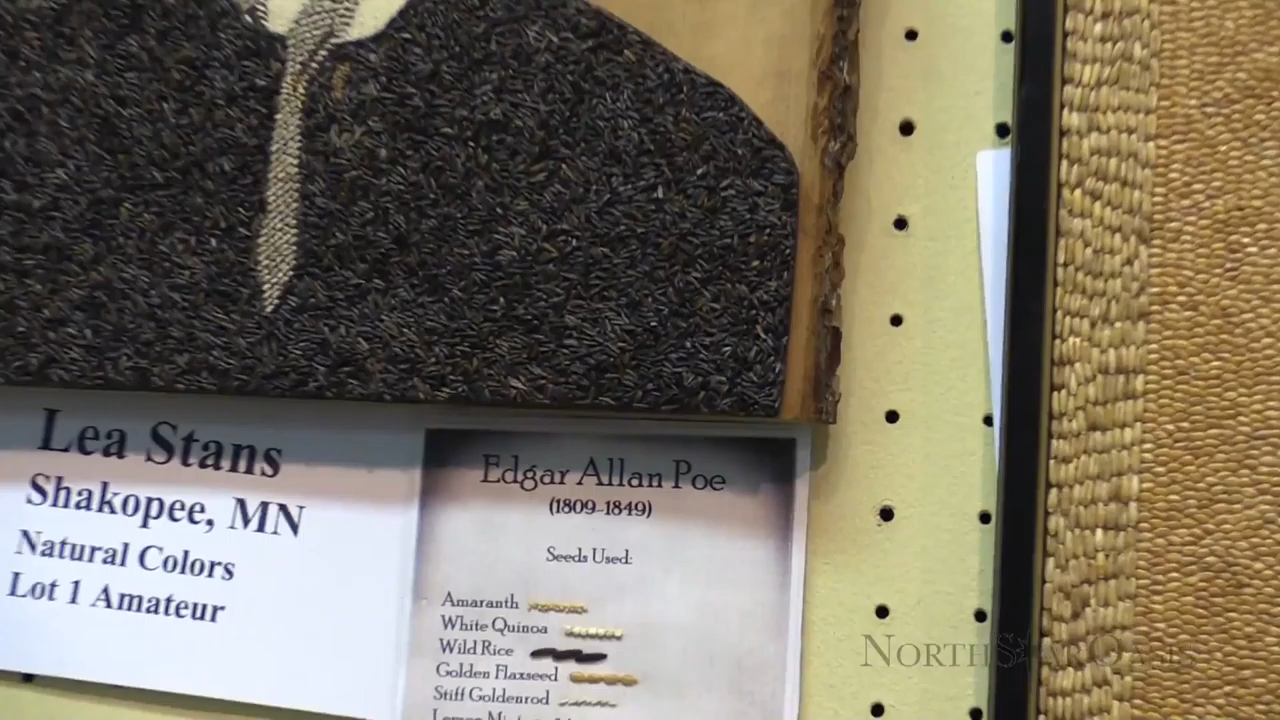 Lea Stans
Shakopee, MN
Natural Colors
Lot 1 Amateur
Edgar Allan Poe
(1809-1849)
Seeds Used:
Amaranth
White Quinoa
Wild Rice
Golden Flaxseed
Stiff Goldenrod
Lemon